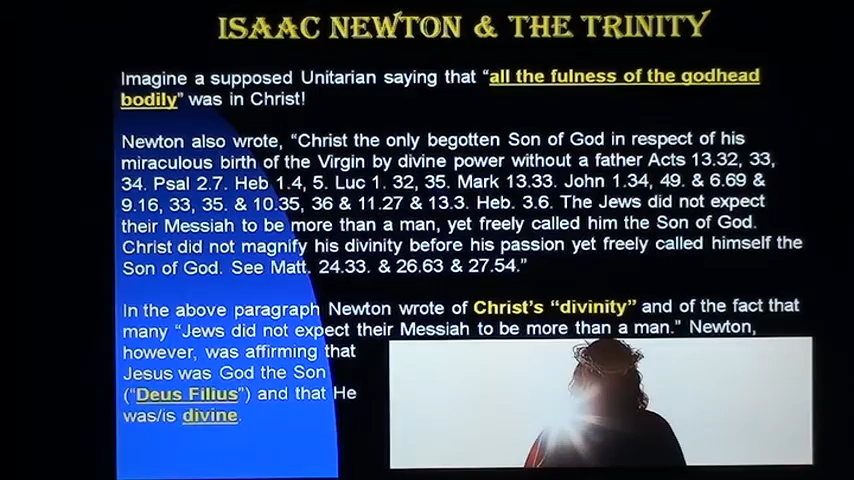 ISAAC NEWTON & THE TRINITY
Imagine a supposed Unitarian saying that “all the fulness of the godhead
bodily” was in Christ!
Newton also wrote, “Christ the only begotten Son of God in respect of his
miraculous birth of the Virgin by divine power without a father Acts 13.32, 33,
34. Psal 2.7. Heb 1.4, 5. Luc 1. 32, 35. Mark 13.33. John 1.34, 49. & 6.69 &
9.16, 33, 35. & 10.35, 36 & 11.27 & 13.3. Heb. 3.6. The Jews did not expect
their Messiah to be more than a man, yet freely called him the Son of God.
Christ did not magnify his divinity before his passion yet freely called himself the
Son of God. See Matt. 24.33. & 26.63 & 27.54.”
In the above paragraph Newton wrote of Christ’s “divinity” and of the fact that
many “Jews did not expect their Messiah to be more than a man.” Newton,
however, was affirming that
Jesus was God the Son
(“Deus Filius”) and that He
was/is divine.